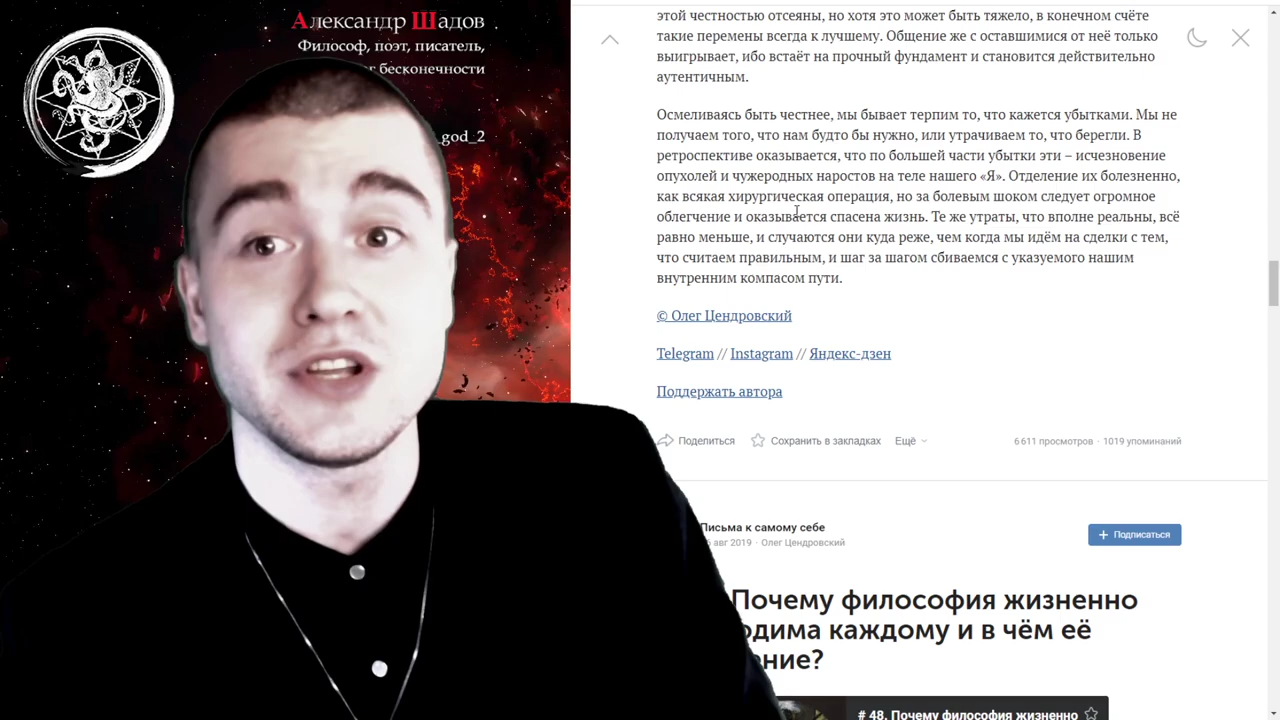 Александр Шадов
Философ, поэт, писатель,
бесконечности
_god_2
этой честностью отсеяны, но хотя это может быть тяжело, в конечном счёте
такие перемены всегда к лучшему. Общение же с оставшимися от неё только
выигрывает, ибо встаёт на прочный фундамент и становится действительно
аутентичным.
Осмеливаясь быть честнее, мы бывает терпим то, что кажется убытками. Мы не
получаем того, что нам будто бы нужно, или утрачиваем то, что берегли. В
ретроспективе оказывается, что по большей части убытки эти – исчезновение
опухолей и чужеродных наростов на теле нашего «Я». Отделение их болезненно,
как всякая хирургическая операция, но за болевым шоком следует огромное
облегчение и оказывается спасена жизнь. Те же утраты, что вполне реальны, всё
равно меньше, и случаются они куда реже, чем когда мы идём на сделки с тем,
что считаем правильным, и шаг за шагом сбиваемся с указуемого нашим
внутренним компасом пути.
© Олег Цендровский
Telegram // Instagram // Яндекс-дзен
Поддержать автора
Поделиться Сохранить в закладках Ещё 6 611 просмотров · 1019 упоминаний
Письма к самому себе
авг 2019 · Олег Цендровский
+ Подписаться
Почему философия жизненно
одима каждому и в чём её
ние?
# 48. Почему философия жизненно